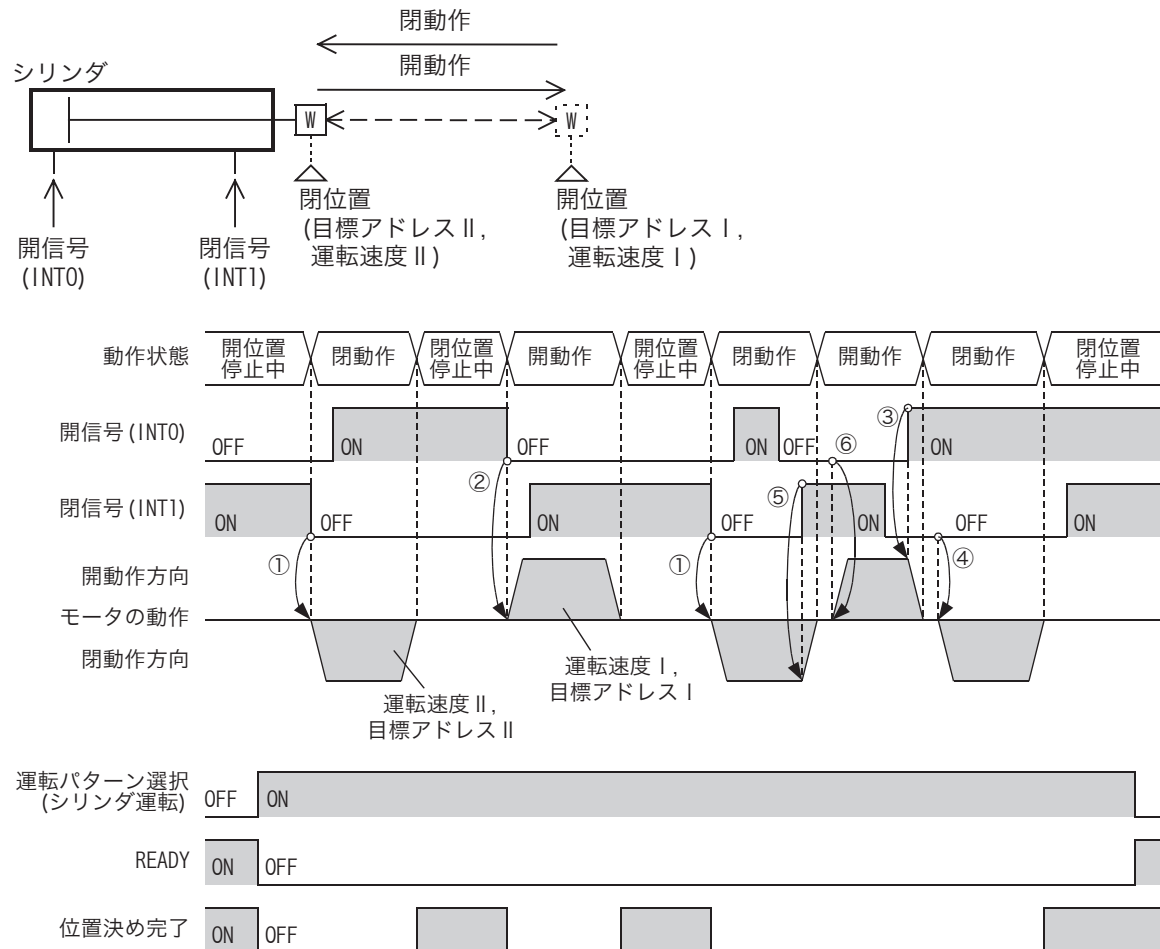 閉動作
開動作
シリンダ
W
W
閉位置
(目標アドレスⅡ,
運転速度Ⅱ)
開位置
(目標アドレスⅠ,
運転速度Ⅰ)
開信号
(INT0)
閉信号
(INT1)
動作状態
開位置
停止中
閉動作
閉位置
停止中
開動作
開位置
停止中
閉動作
開動作
閉動作
閉位置
停止中
開信号(INT0)
OFF
ON
OFF
ON
OFF
ON
②
⑥
③
閉信号(INT1)
ON
OFF
ON
OFF
ON
OFF
ON
①
①
⑤
④
開動作方向
モータの動作
閉動作方向
運転速度Ⅱ,
目標アドレスⅡ
運転速度Ⅰ,
目標アドレスⅠ
運転パターン選択
(シリンダ運転)
OFF
ON
READY
ON
OFF
位置決め完了
ON
OFF